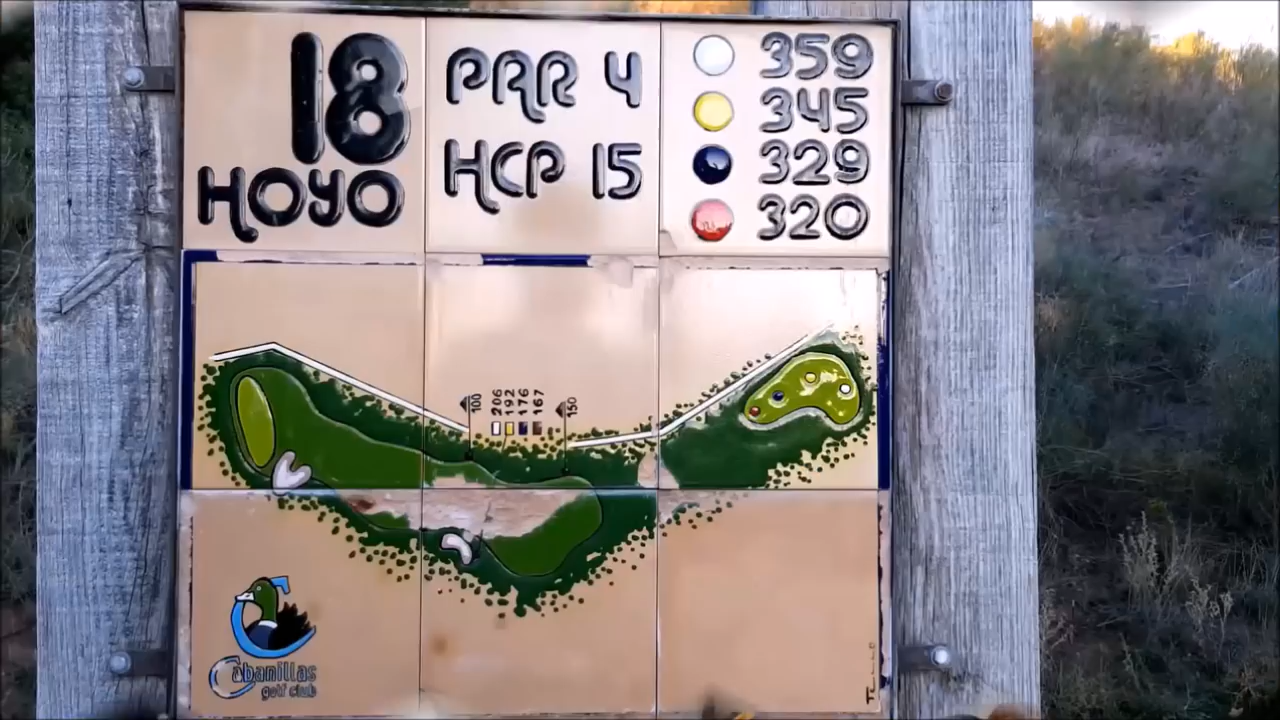 18
HOYO
PAR 4
HCP 15
359
345
329
320
100
206
192
176
167
150
Cabanillas
golf club